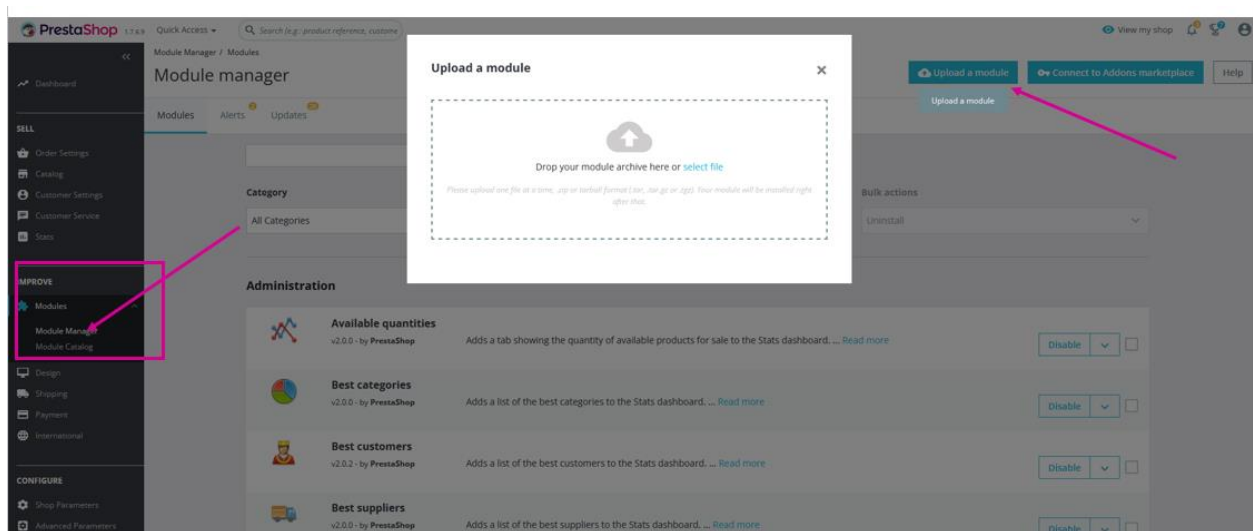 PrestaShop 1.7.6.9 Quick Access Search (e.g.: product reference, custome View my shop
Module Manager / Modules
Module manager
Upload a module Connect to Addons marketplace Help
Upload a module
Modules Alerts Updates
Dashboard
SELL
Order Settings
Catalog
Customer Settings
Customer Service
Stats
IMPROVE
Modules
Module Manager
Module Catalog
Design
Shipping
Payment
International
CONFIGURE
Shop Parameters
Advanced Parameters
Upload a module
Drop your module archive here or select file
Please upload one file at a time, .zip or tarball format (.tar, .tar.gz or .tgz). Your module will be installed right
after that.
Category
All Categories
Bulk actions
Uninstall
Administration
Available quantities
v2.0.0 - by PrestaShop Adds a tab showing the quantity of available products for sale to the Stats dashboard. ... Read more
Disable
Best categories
v2.0.0 - by PrestaShop Adds a list of the best categories to the Stats dashboard. ... Read more
Disable
Best customers
v2.0.2 - by PrestaShop Adds a list of the best customers to the Stats dashboard. ... Read more
Disable
Best suppliers
v2.0.0 - by PrestaShop Adds a list of the best suppliers to the Stats dashboard. ... Read more
Disable